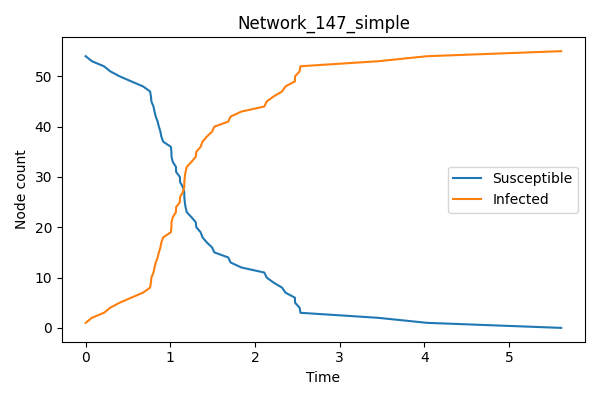 Network_147_simple
Node count
50
40
30
20
10
0
Susceptible
Infected
0 1 2 3 4 5
Time